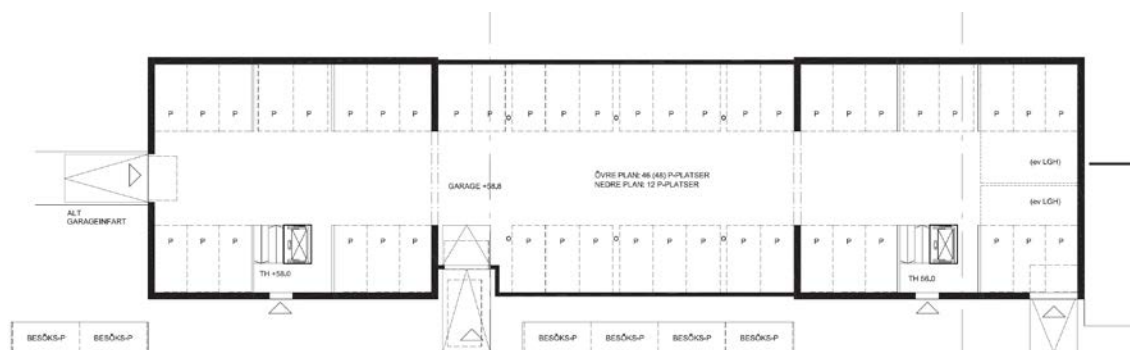 P P P P P P P P P P P P P P P P P P P P P P P P P P
(ev LGH)
ÖVRE PLAN: 46 (48) P-PLATSER
NEDRE PLAN: 12 P-PLATSER
GARAGE +58.8
(ev LGH)
ALT
GARAGEINFART
P P P P P P P P P P P P P P P P P P P P
TH +58.0
TH 56.0
BESÖKS-P BESÖKS-P BESÖKS-P BESÖKS-P BESÖKS-P BESÖKS-P